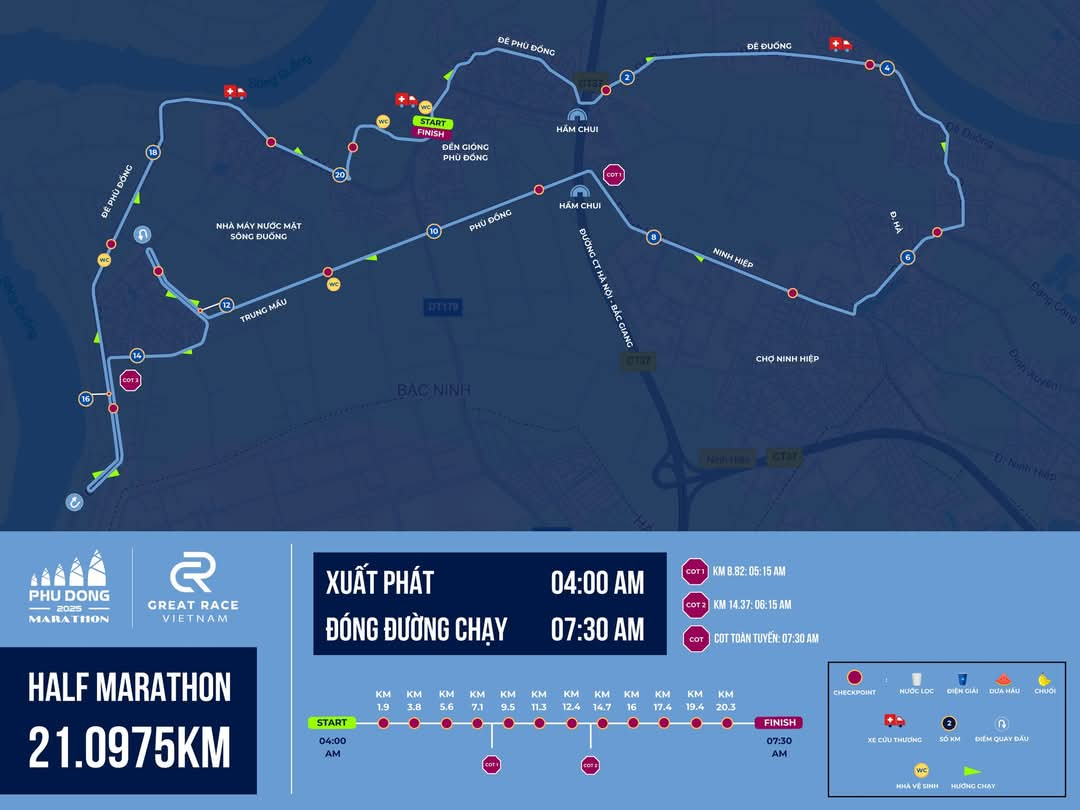 ĐÊ PHÙ ĐỔNG
ĐÊ ĐUỐNG
2
4
WC
WC
START
FINISH
ĐỀN GIÓNG
PHÙ ĐỔNG
HẦM CHUI
18
20
ĐÊ PHÙ ĐỔNG
COT 1
HẦM CHUI
NHÀ MÁY NƯỚC MẶT
SÔNG ĐUỐNG
10
PHÙ ĐỔNG
8
NINH HIỆP
Đ. HÀ
6
WC
WC
12
TRUNG MẦU
ĐƯỜNG CT HÀ NỘI - BẮC GIANG
DT179
CT37
14
COT 2
16
CHỢ NINH HIỆP
BẮC NINH
Ninh Hiệp
CT37
Đ. Ninh Hiệp
PHU DONG
2025
MARATHON
GREAT RACE
VIETNAM
HALF MARATHON
21.0975KM
XUẤT PHÁT 04:00 AM
ĐÓNG ĐƯỜNG CHẠY 07:30 AM
COT 1 KM 8.82: 05:15 AM
COT 2 KM 14.37: 06:15 AM
COT COT TOÀN TUYẾN: 07:30 AM
KM KM KM KM KM KM KM KM KM KM KM KM
1.9 3.8 5.6 7.1 9.5 11.3 12.4 14.7 16 17.4 19.4 20.3
START FINISH
04:00 AM 07:30 AM
COT 1 COT 2
CHECKPOINT : NƯỚC LỌC ĐIỆN GIẢI DƯA HẤU CHUỐI
2
XE CỨU THƯƠNG SỐ KM ĐIỂM QUAY ĐẦU
WC
NHÀ VỆ SINH HƯỚNG CHẠY